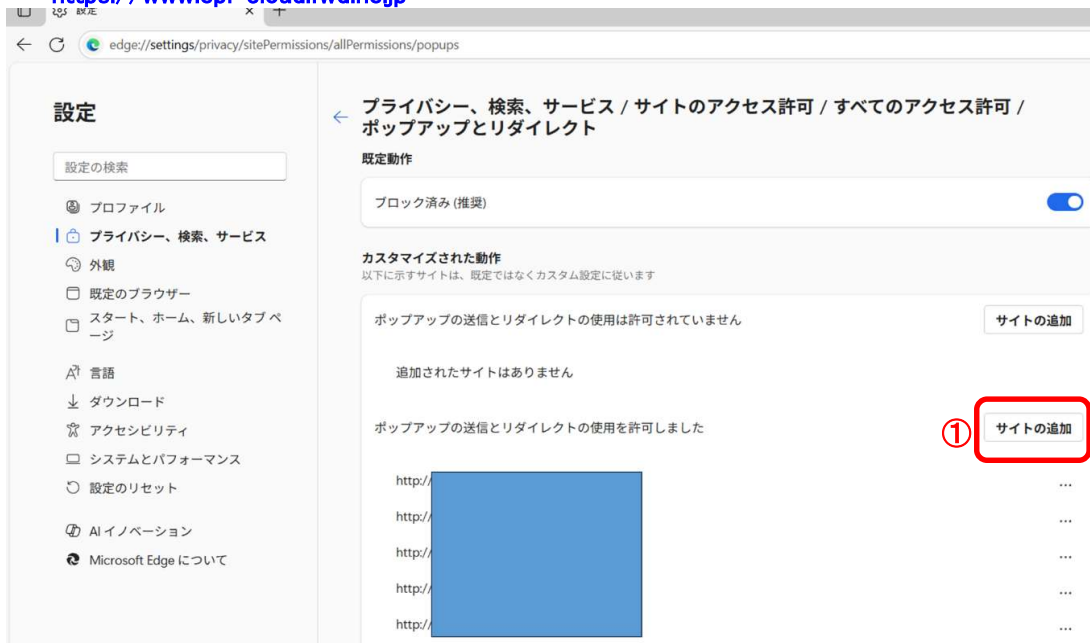 設定
edge://settings/privacy/sitePermissions/allPermissions/popups
設定
設定の検索
プロファイル
プライバシー、検索、サービス
外観
既定のブラウザー
スタート、ホーム、新しいタブ ペ
ージ
言語
ダウンロード
アクセシビリティ
システムとパフォーマンス
設定のリセット
AI イノベーション
Microsoft Edge について
プライバシー、検索、サービス / サイトのアクセス許可 / すべてのアクセス許可 /
ポップアップとリダイレクト
既定動作
ブロック済み (推奨)
カスタマイズされた動作
以下に示すサイトは、既定ではなくカスタム設定に従います
ポップアップの送信とリダイレクトの使用は許可されていません
サイトの追加
追加されたサイトはありません
ポップアップの送信とリダイレクトの使用を許可しました
①
サイトの追加
http://
http://
http://
http://
http://